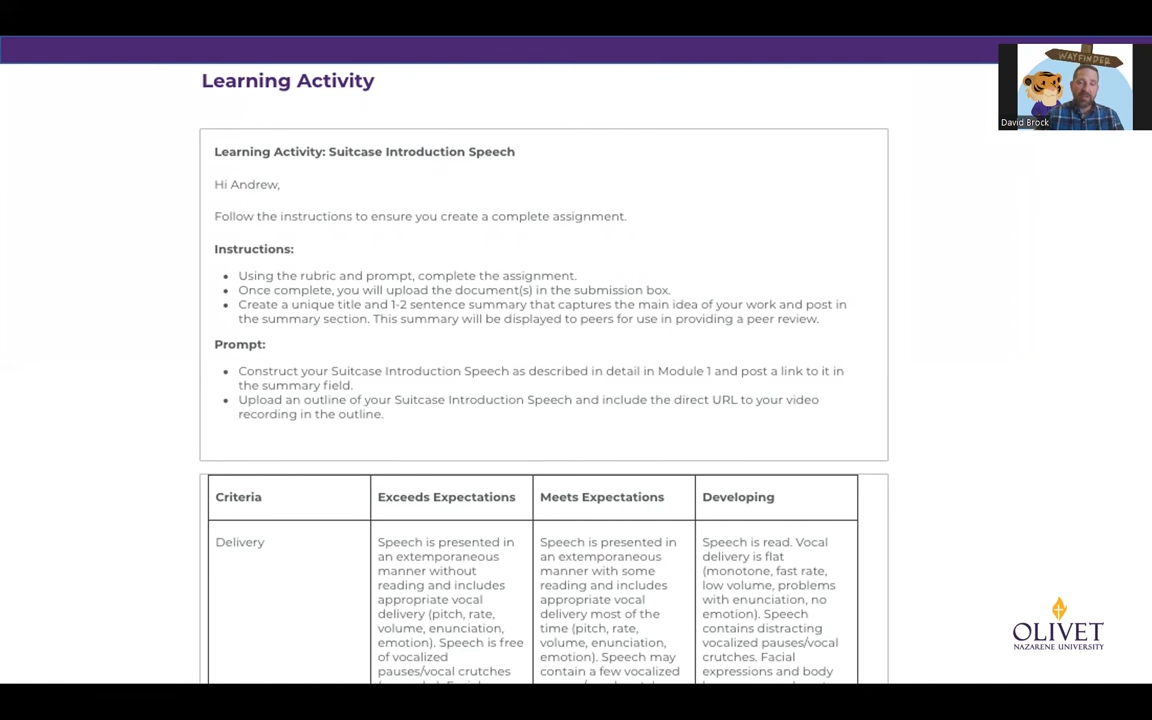 Learning Activity
WAYFINDER
David Brock
Learning Activity: Suitcase Introduction Speech
Hi Andrew,
Follow the instructions to ensure you create a complete assignment.
Instructions:
• Using the rubric and prompt, complete the assignment.
• Once complete, you will upload the document(s) in the submission box.
• Create a unique title and 1-2 sentence summary that captures the main idea of your work and post in
the summary section. This summary will be displayed to peers for use in providing a peer review.
Prompt:
• Construct your Suitcase Introduction Speech as described in detail in Module 1 and post a link to it in
the summary field.
• Upload an outline of your Suitcase Introduction Speech and include the direct URL to your video
recording in the outline.
Criteria
Exceeds Expectations
Meets Expectations
Developing
Delivery
Speech is presented in
an extemporaneous
manner without
reading and includes
appropriate vocal
delivery (pitch, rate,
volume, enunciation,
emotion). Speech is free
of vocalized
pauses/vocal crutches
Speech is presented in
an extemporaneous
manner with some
reading and includes
appropriate vocal
delivery most of the
time (pitch, rate,
volume, enunciation,
emotion). Speech may
contain a few vocalized
Speech is read. Vocal
delivery is flat
(monotone, fast rate,
low volume, problems
with enunciation, no
emotion). Speech
contains distracting
vocalized pauses/vocal
crutches. Facial
expressions and body
OLIVET
NAZARENE UNIVERSITY